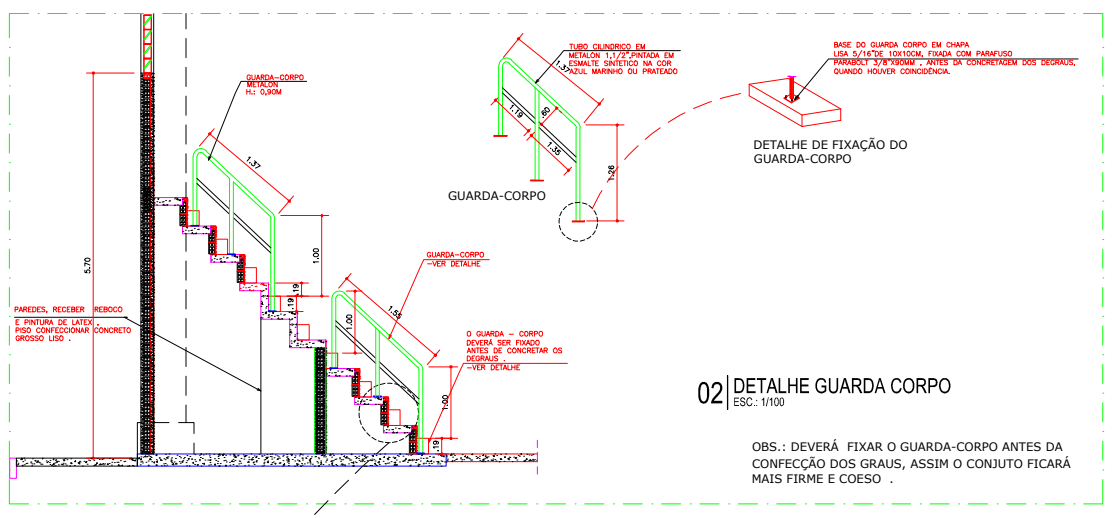 GUARDA-CORPO
METALON
H.: 0,90M
1.37
5.70
1.00
.19
.19
PAREDES, RECEBER REBOCO
E PINTURA DE LATEX .
PISO CONFECCIONAR CONCRETO
GROSSO LISO .
GUARDA-CORPO
-VER DETALHE
1.55
1.00
1.00
.19
O GUARDA - CORPO
DEVERÁ SER FIXADO
ANTES DE CONCRETAR OS
DEGRAUS .
-VER DETALHE
TUBO CILINDRICO EM
METALON 1,1/2",PINTADA EM
ESMALTE SINTETICO NA COR
AZUL MARINHO OU PRATEADO
1.37
1.19
.60
1.35
1.26
GUARDA-CORPO
BASE DO GUARDA CORPO EM CHAPA
LISA 5/16"DE 10X10CM, FIXADA COM PARAFUSO
PARABOLT 3/8"X90MM , ANTES DA CONCRETAGEM DOS DEGRAUS,
QUANDO HOUVER COINCIDÊNCIA.
DETALHE DE FIXAÇÃO DO
GUARDA-CORPO
02 DETALHE GUARDA CORPO
ESC.: 1/100
OBS.: DEVERÁ FIXAR O GUARDA-CORPO ANTES DA
CONFECÇÃO DOS GRAUS, ASSIM O CONJUTO FICARÁ
MAIS FIRME E COESO .